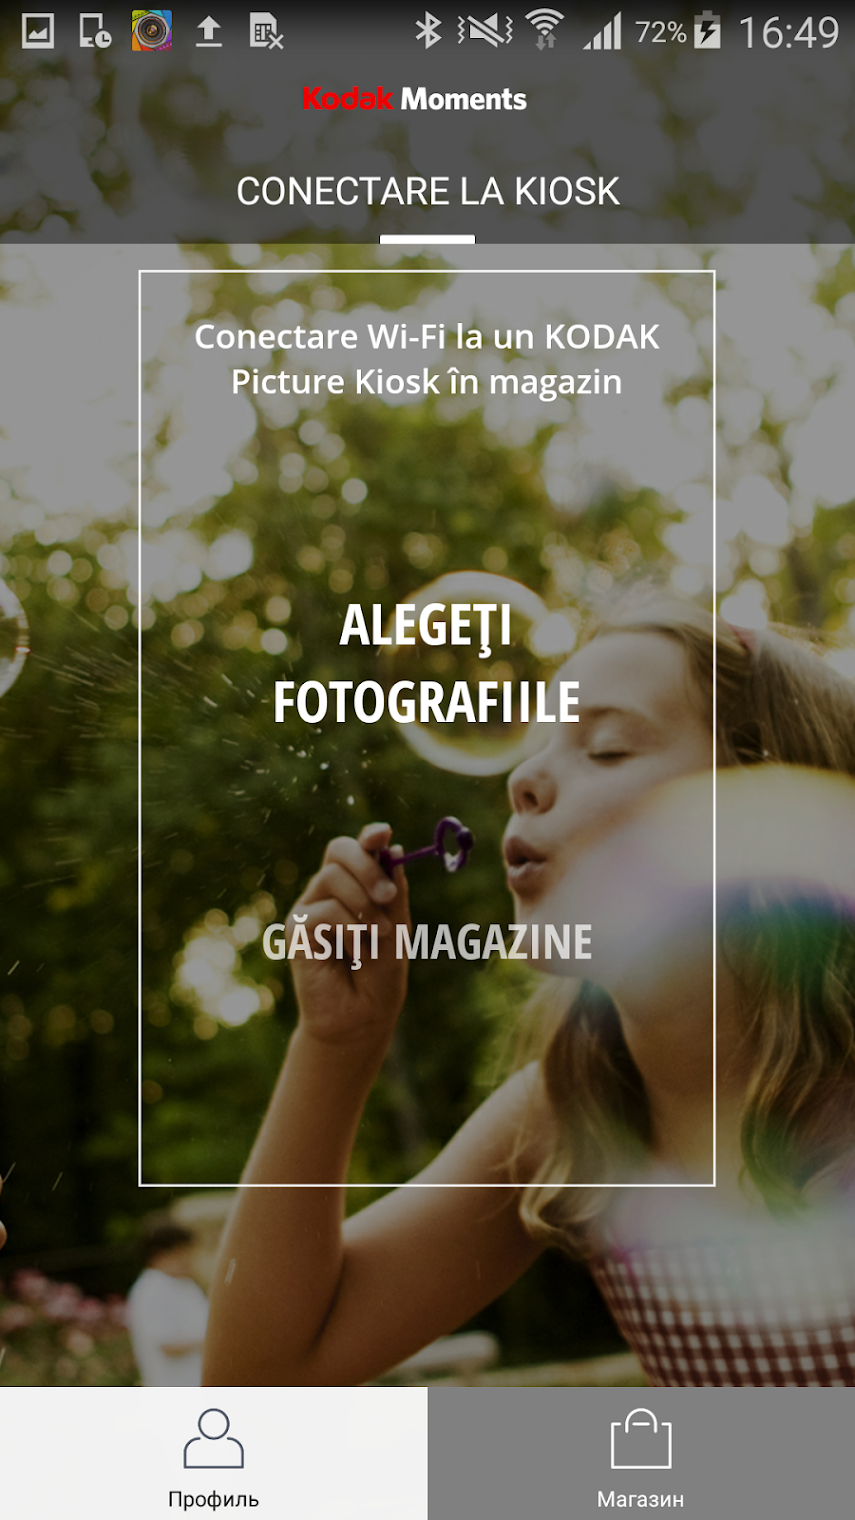 72% 16:49
Kodak Moments
CONECTARE LA KIOSK
Conectare Wi-Fi la un KODAK
Picture Kiosk în magazin
ALEGEŢI
FOTOGRAFIILE
GĂSIŢI MAGAZINE
Профиль Магазин